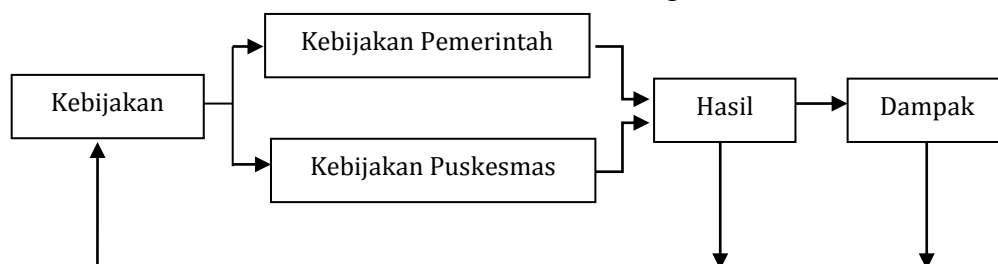 Kebijakan Pemerintah
Kebijakan
Hasil
Dampak
Kebijakan Puskesmas